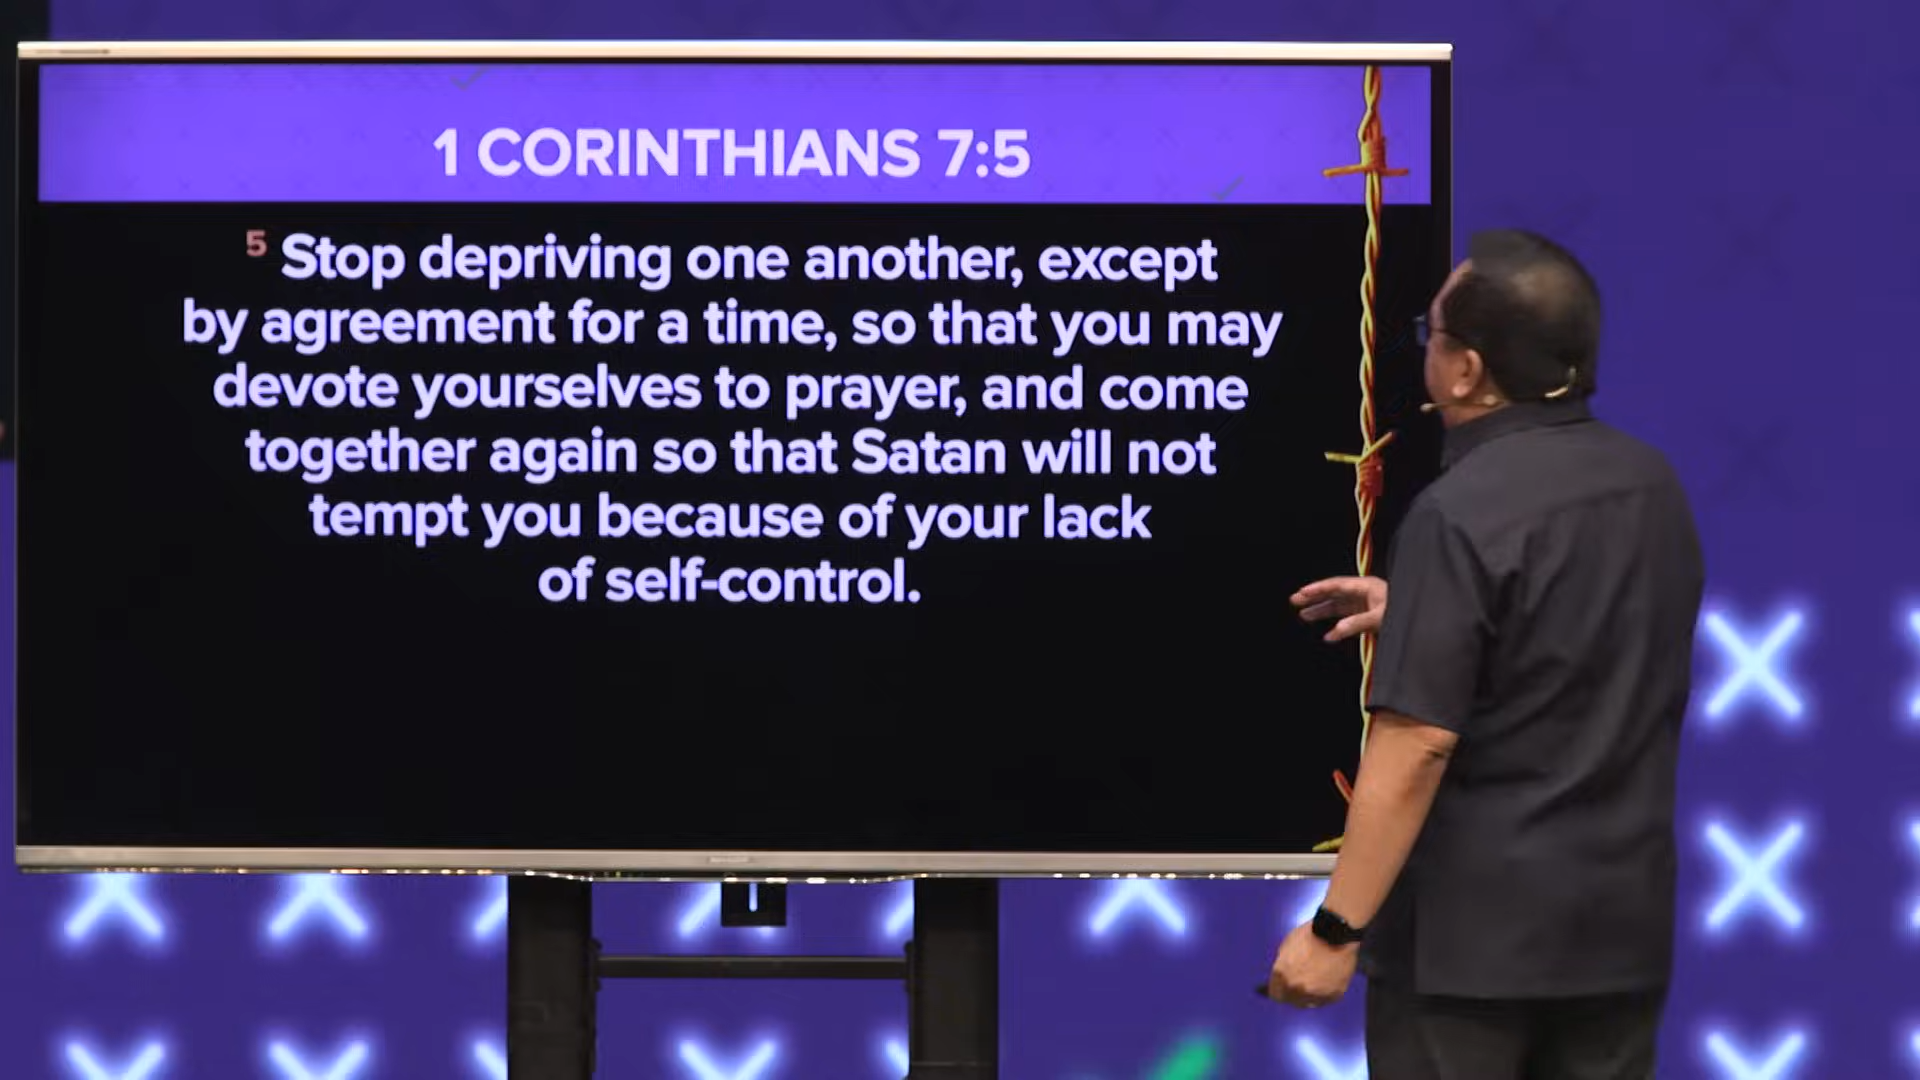 1 CORINTHIANS 7:5
5 Stop depriving one another, except
by agreement for a time, so that you may
devote yourselves to prayer, and come
together again so that Satan will not
tempt you because of your lack
of self-control.